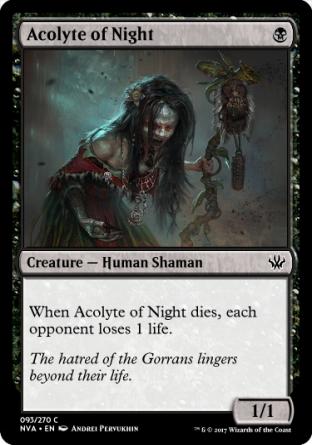 Acolyte of Night
Creature — Human Shaman
When Acolyte of Night dies, each
opponent loses 1 life.
The hatred of the Gorrans lingers
beyond their life.
1/1
093/270 C
NVA • EN Andrei Pervukhin
™ & © 2017 Wizards of the Coast